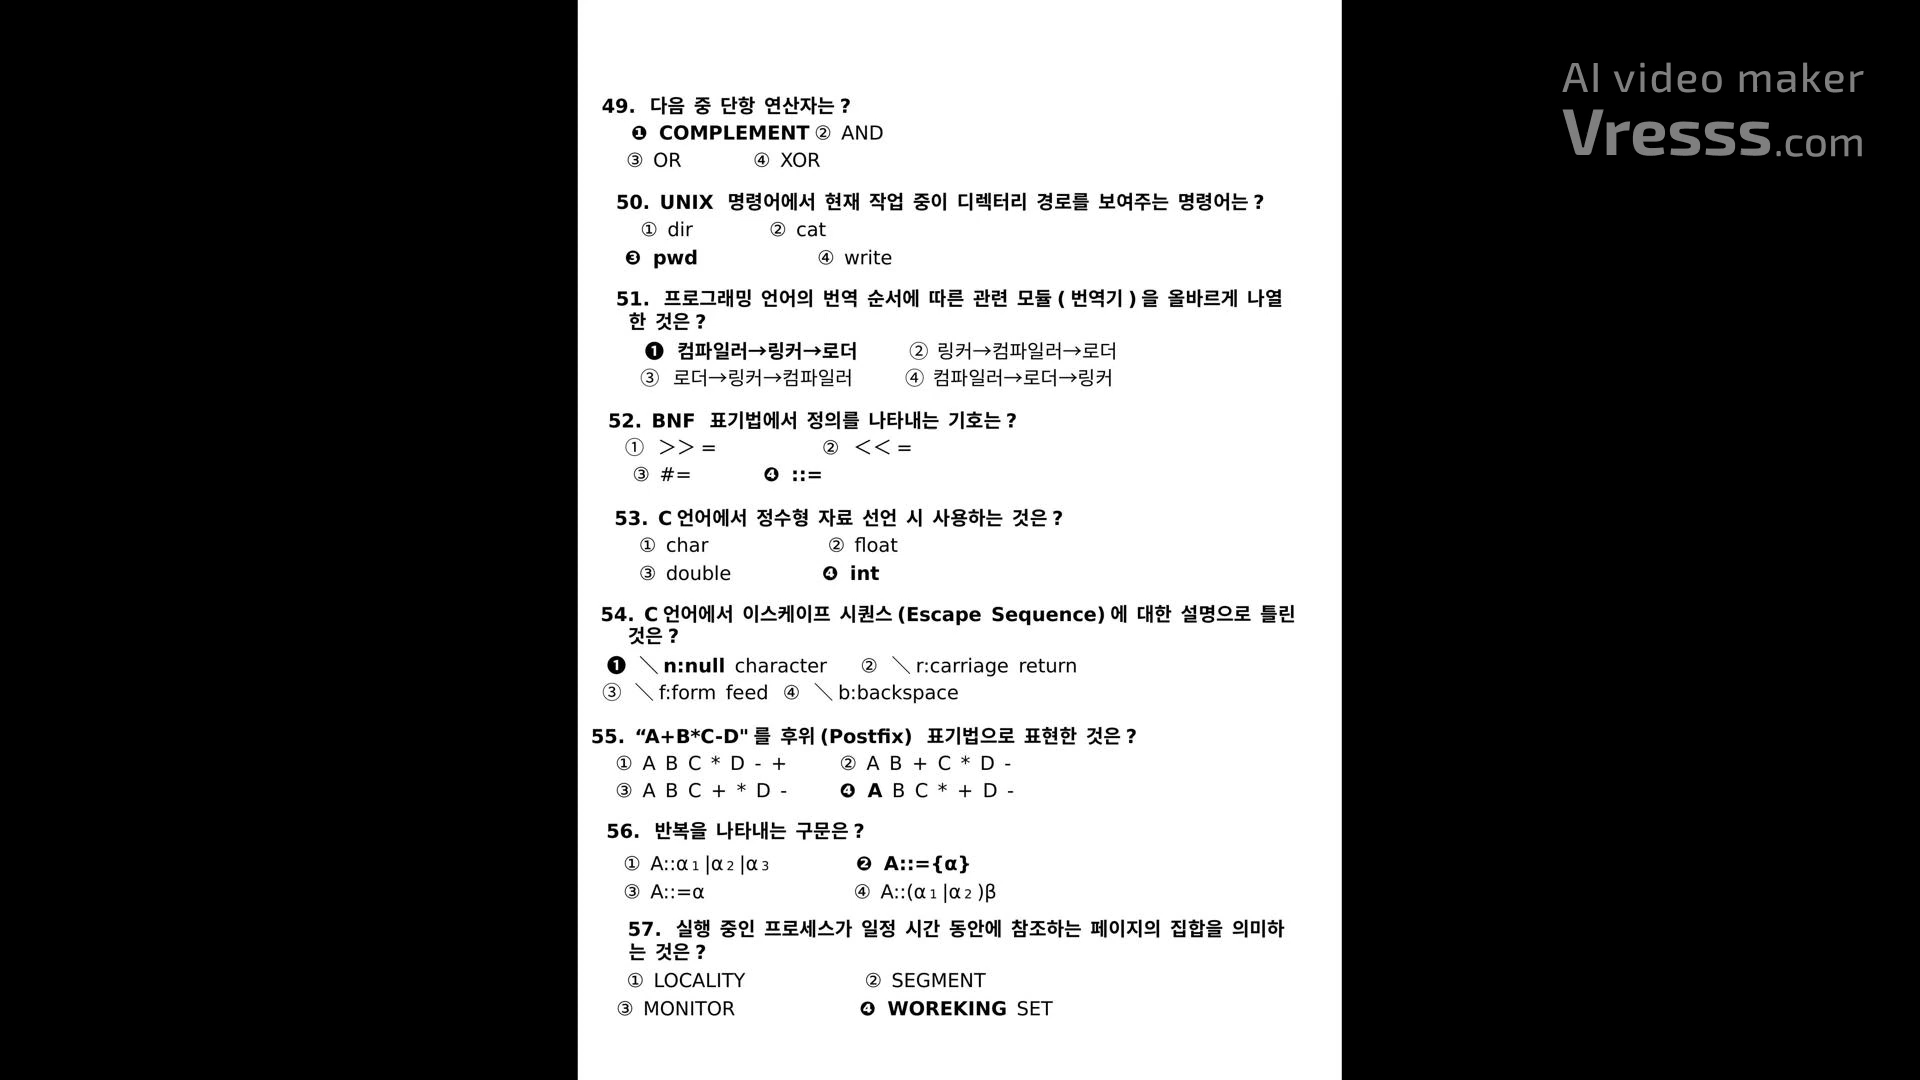 AI video maker
Vresss.com
49. 다음 중 단항 연산자는?
❶ COMPLEMENT ② AND
③ OR ④ XOR
50. UNIX 명령어에서 현재 작업 중이 디렉터리 경로를 보여주는 명령어는?
① dir ② cat
❸ pwd ④ write
51. 프로그래밍 언어의 번역 순서에 따른 관련 모듈(번역기)을 올바르게 나열
한 것은?
❶ 컴파일러→링커→로더 ② 링커→컴파일러→로더
③ 로더→링커→컴파일러 ④ 컴파일러→로더→링커
52. BNF 표기법에서 정의를 나타내는 기호는?
① >>= ② <<=
③ #= ❹ ::=
53. C언어에서 정수형 자료 선언 시 사용하는 것은?
① char ② float
③ double ❹ int
54. C언어에서 이스케이프 시퀀스(Escape Sequence)에 대한 설명으로 틀린
것은?
❶ ＼n:null character ② ＼r:carriage return
③ ＼f:form feed ④ ＼b:backspace
55. “A+B*C-D"를 후위(Postfix) 표기법으로 표현한 것은?
① A B C * D - + ② A B + C * D -
③ A B C + * D - ❹ A B C * + D -
56. 반복을 나타내는 구문은?
① A::α₁|α₂|α₃ ❷ A::={α}
③ A::=α ④ A::(α₁|α₂)β
57. 실행 중인 프로세스가 일정 시간 동안에 참조하는 페이지의 집합을 의미하
는 것은?
① LOCALITY ② SEGMENT
③ MONITOR ❹ WOREKING SET